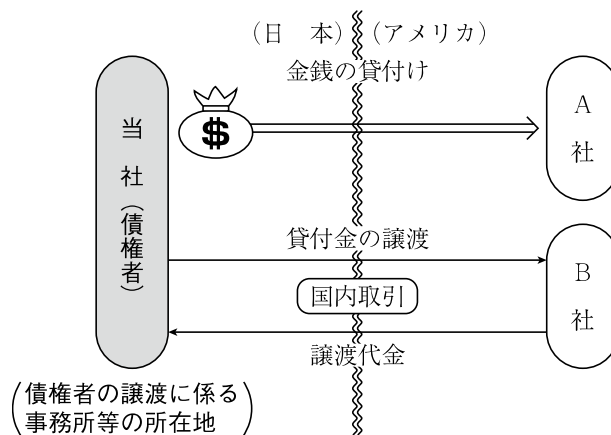 （日　本）（アメリカ）
金銭の貸付け
当社（債権者）
$
A社
貸付金の譲渡
国内取引
B社
譲渡代金
（債権者の譲渡に係る
事務所等の所在地）